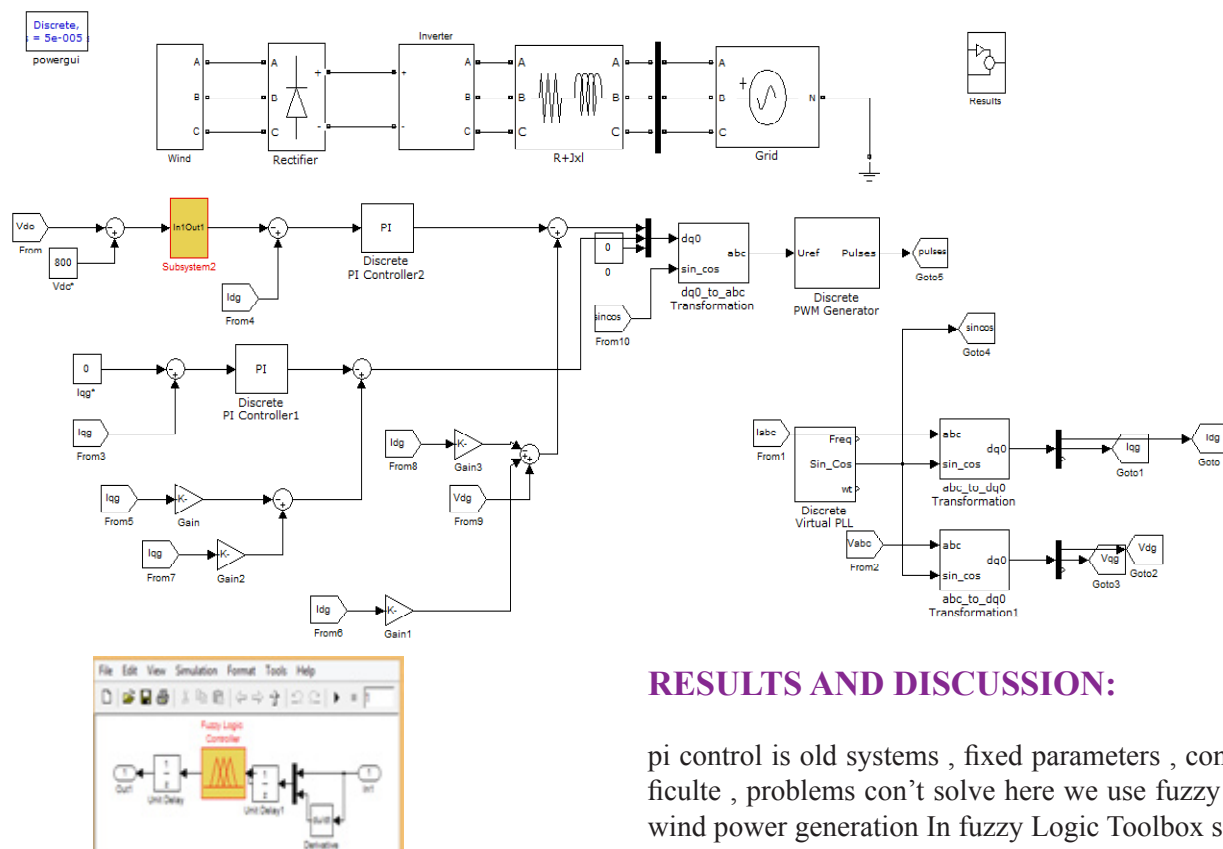 Discrete,
s = 5e-005 s
powergui
Wind
A
B
C
Rectifier
A
B
C
+
-
Inverter
+
-
A
B
C
R+Jxl
A
B
C
A
B
C
Grid
A
B
C
N
Results
Vdc
From
800
Vdc*
In1Out1
Subsystem2
Idg
From4
PI
Discrete
PI Controller2
0
0
dq0
sin_cos
abc
dq0_to_abc
Transformation
sincos
From10
Uref
Pulses
Discrete
PWM Generator
pulses
Goto5
0
Iqg*
Iqg
From3
PI
Discrete
PI Controller1
sincos
Goto4
Idg
From8
K-
Gain3
Vdg
From9
Iqg
From5
K-
Gain
Iqg
From7
K-
Gain2
Idg
From6
K-
Gain1
Iabc
From1
Freq
Sin_Cos
wt
Discrete
Virtual PLL
abc
sin_cos
dq0
abc_to_dq0
Transformation
Iqg
Goto1
Idg
Goto
Vabc
From2
abc
sin_cos
dq0
abc_to_dq0
Transformation1
Vqg
Goto3
Vdg
Goto2
File Edit View Simulation Format Tools Help
Fuzzy Logic
Controller
1
Out1
1
z
Unit Delay
1
z
Unit Delay1
1
In1
du/dt
Derivative
RESULTS AND DISCUSSION:
pi control is old systems , fixed parameters , con
ficulte , problems con’t solve here we use fuzzy
wind power generation In fuzzy Logic Toolbox s